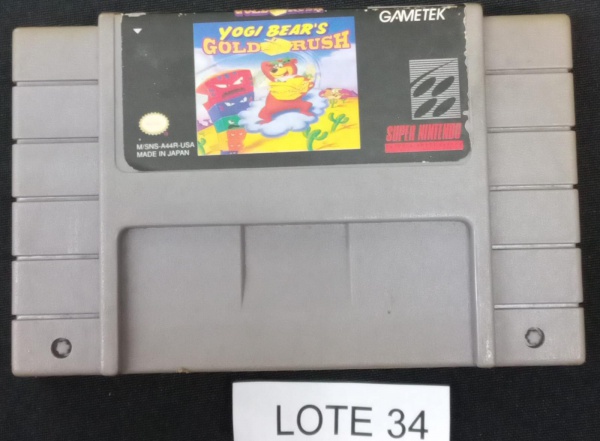 GAMETEK
YOGI BEAR'S
GOLD RUSH
SUPER NINTENDO
M/SNS-A44R-USA
MADE IN JAPAN
LOTE 34